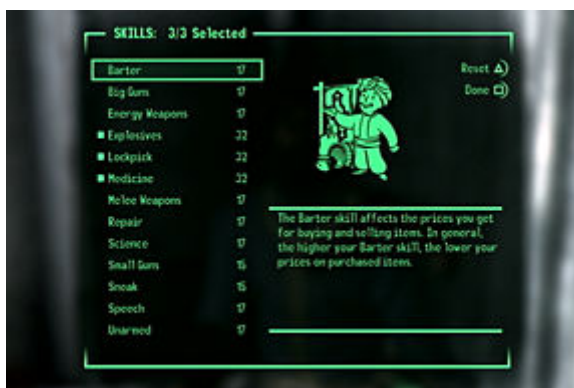 SKILLS: 3/3 Selected
Barter 17
Big Guns 17
Energy Weapons 17
Explosives 32
Lockpick 32
Medicine 32
Melee Weapons 17
Repair 17
Science 17
Small Guns 15
Sneak 15
Speech 17
Unarmed 17
Reset
Done
The Barter skill affects the prices you get
for buying and selling items. In general,
the higher your Barter skill, the lower your
prices on purchased items.